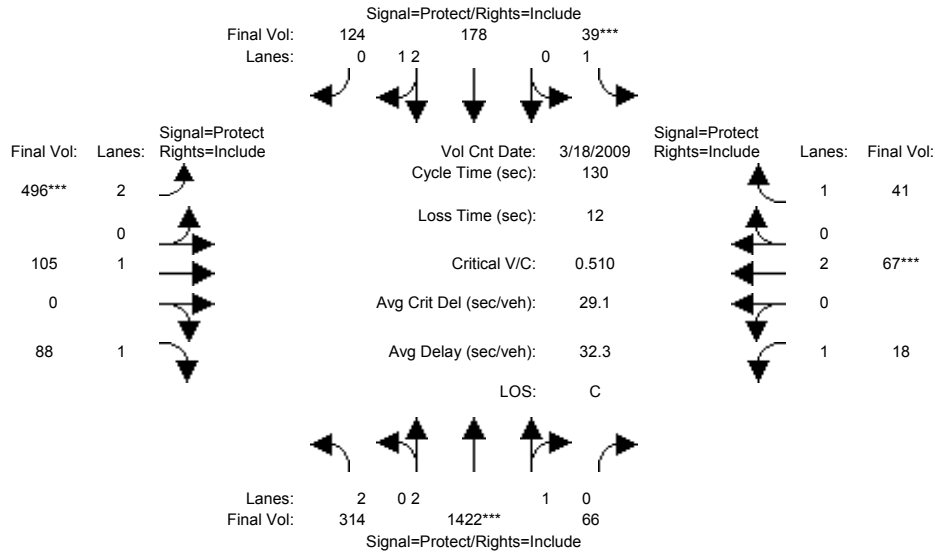 Signal=Protect/Rights=Include
Final Vol: 124 178 39***
Lanes: 0 1 2 0 1
Signal=Protect Signal=Protect
Final Vol: Lanes: Rights=Include Vol Cnt Date: 3/18/2009 Rights=Include Lanes: Final Vol:
Cycle Time (sec): 130
496*** 2 1 41
Loss Time (sec): 12
0 0
105 1 Critical V/C: 0.510 2 67***
0 0 Avg Crit Del (sec/veh): 29.1 0
88 1 Avg Delay (sec/veh): 32.3 1 18
LOS: C
Lanes: 2 0 2 1 0
Final Vol: 314 1422*** 66
Signal=Protect/Rights=Include